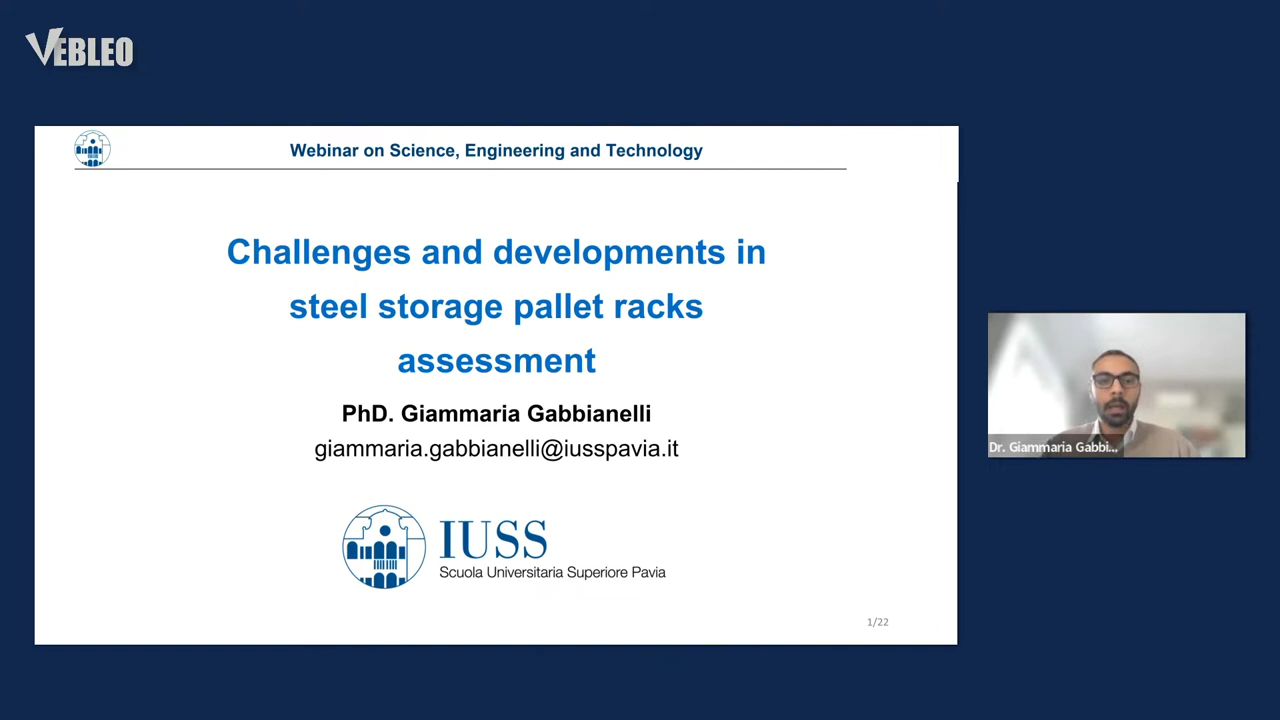 VEBLEO
Webinar on Science, Engineering and Technology
Challenges and developments in
steel storage pallet racks
assessment
PhD. Giammaria Gabbianelli
giammaria.gabbianelli@iusspavia.it
IUSS
Scuola Universitaria Superiore Pavia
1/22
Dr. Giammaria Gabbi...